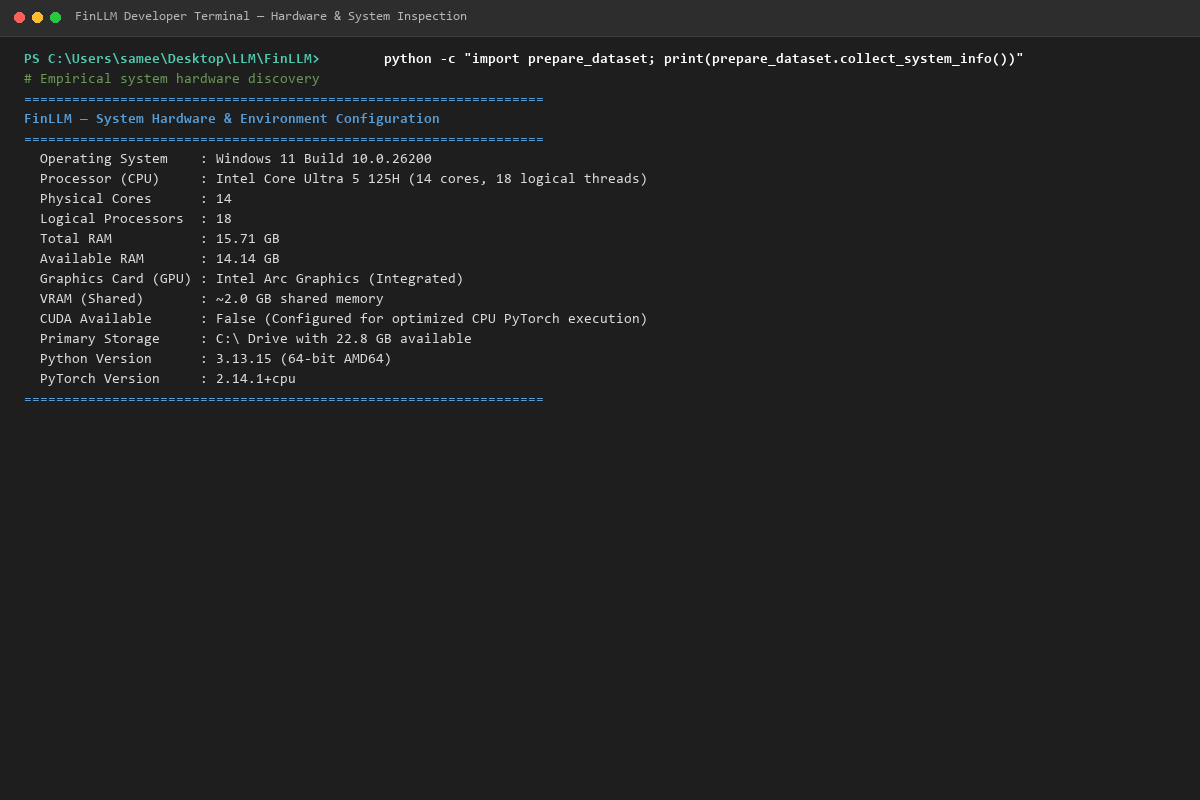 FinLLM Developer Terminal — Hardware & System Inspection
PS C:\Users\samee\Desktop\LLM\FinLLM> python -c "import prepare_dataset; print(prepare_dataset.collect_system_info())"
# Empirical system hardware discovery
=================================================================
FinLLM — System Hardware & Environment Configuration
=================================================================
Operating System : Windows 11 Build 10.0.26200
Processor (CPU) : Intel Core Ultra 5 125H (14 cores, 18 logical threads)
Physical Cores : 14
Logical Processors : 18
Total RAM : 15.71 GB
Available RAM : 14.14 GB
Graphics Card (GPU) : Intel Arc Graphics (Integrated)
VRAM (Shared) : ~2.0 GB shared memory
CUDA Available : False (Configured for optimized CPU PyTorch execution)
Primary Storage : C:\ Drive with 22.8 GB available
Python Version : 3.13.15 (64-bit AMD64)
PyTorch Version : 2.14.1+cpu
=================================================================